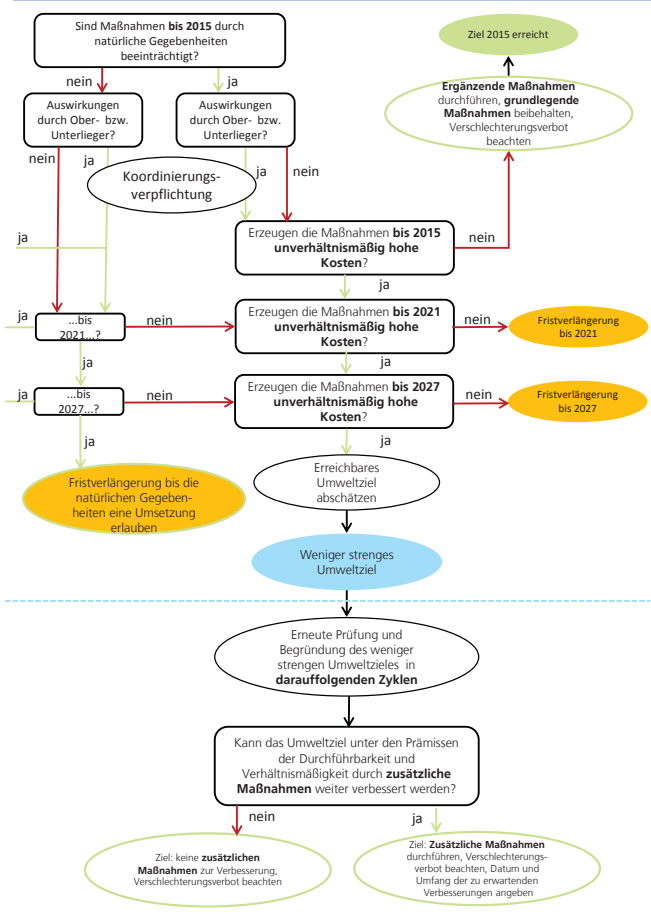 Sind Maßnahmen bis 2015 durch
natürliche Gegebenheiten
beeinträchtigt?
Ziel 2015 erreicht
nein
ja
Ergänzende Maßnahmen
durchführen, grundlegende
Maßnahmen beibehalten,
Verschlechterungsverbot
beachten
Auswirkungen
durch Ober- bzw.
Unterlieger?
Auswirkungen
durch Ober- bzw.
Unterlieger?
nein
ja
Koordinierungs-
verpflichtung
ja
nein
ja
Erzeugen die Maßnahmen bis 2015
unverhältnismäßig hohe
Kosten?
nein
ja
ja
...bis
2021...?
nein
Erzeugen die Maßnahmen bis 2021
unverhältnismäßig hohe
Kosten?
nein
Fristverlängerung
bis 2021
ja
ja
ja
...bis
2027...?
nein
Erzeugen die Maßnahmen bis 2027
unverhältnismäßig hohe
Kosten?
nein
Fristverlängerung
bis 2027
ja
ja
Fristverlängerung bis die
natürlichen Gegeben-
heiten eine Umsetzung
erlauben
Erreichbares
Umweltziel
abschätzen
Weniger strenges
Umweltziel
Erneute Prüfung und
Begründung des weniger
strengen Umweltzieles in
darauffolgenden Zyklen
Kann das Umweltziel unter den Prämissen
der Durchführbarkeit und
Verhältnismäßigkeit durch zusätzliche
Maßnahmen weiter verbessert werden?
nein
ja
Ziel: keine zusätzlichen
Maßnahmen zur Verbesserung,
Verschlechterungsverbot beachten
Ziel: Zusätzliche Maßnahmen
durchführen, Verschlechterungs-
verbot beachten, Datum und
Umfang der zu erwartenden
Verbesserungen angeben